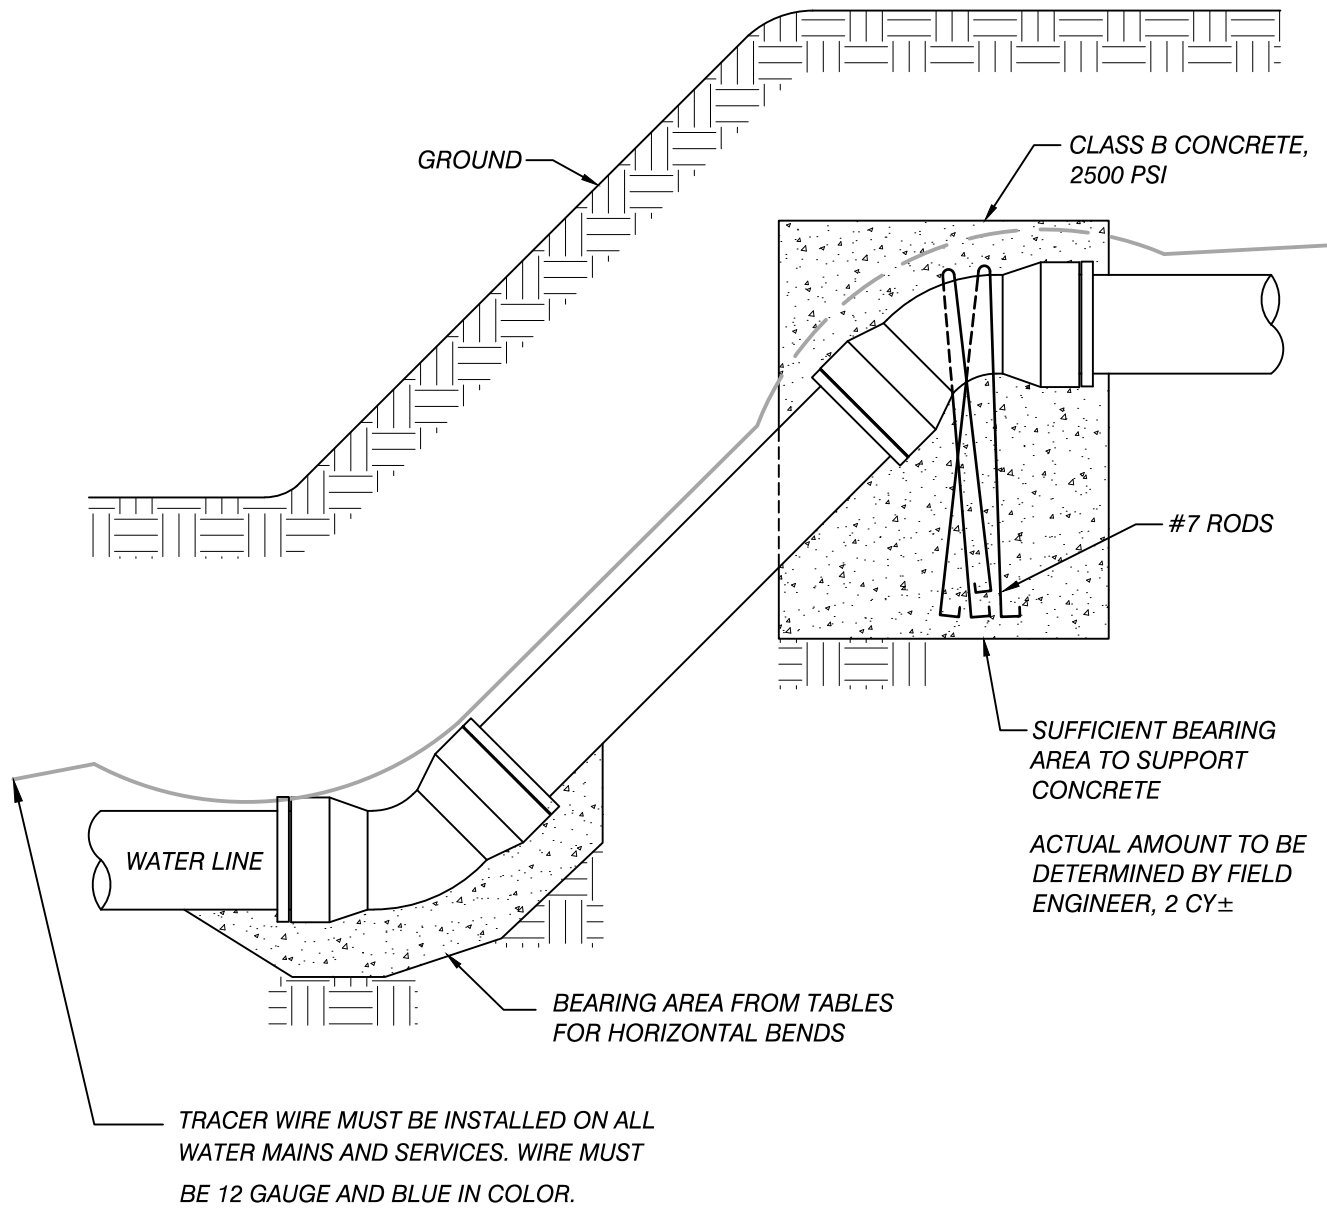 GROUND
CLASS B CONCRETE,
2500 PSI
#7 RODS
SUFFICIENT BEARING
AREA TO SUPPORT
CONCRETE
ACTUAL AMOUNT TO BE
DETERMINED BY FIELD
ENGINEER, 2 CY±
WATER LINE
BEARING AREA FROM TABLES
FOR HORIZONTAL BENDS
TRACER WIRE MUST BE INSTALLED ON ALL
WATER MAINS AND SERVICES. WIRE MUST
BE 12 GAUGE AND BLUE IN COLOR.